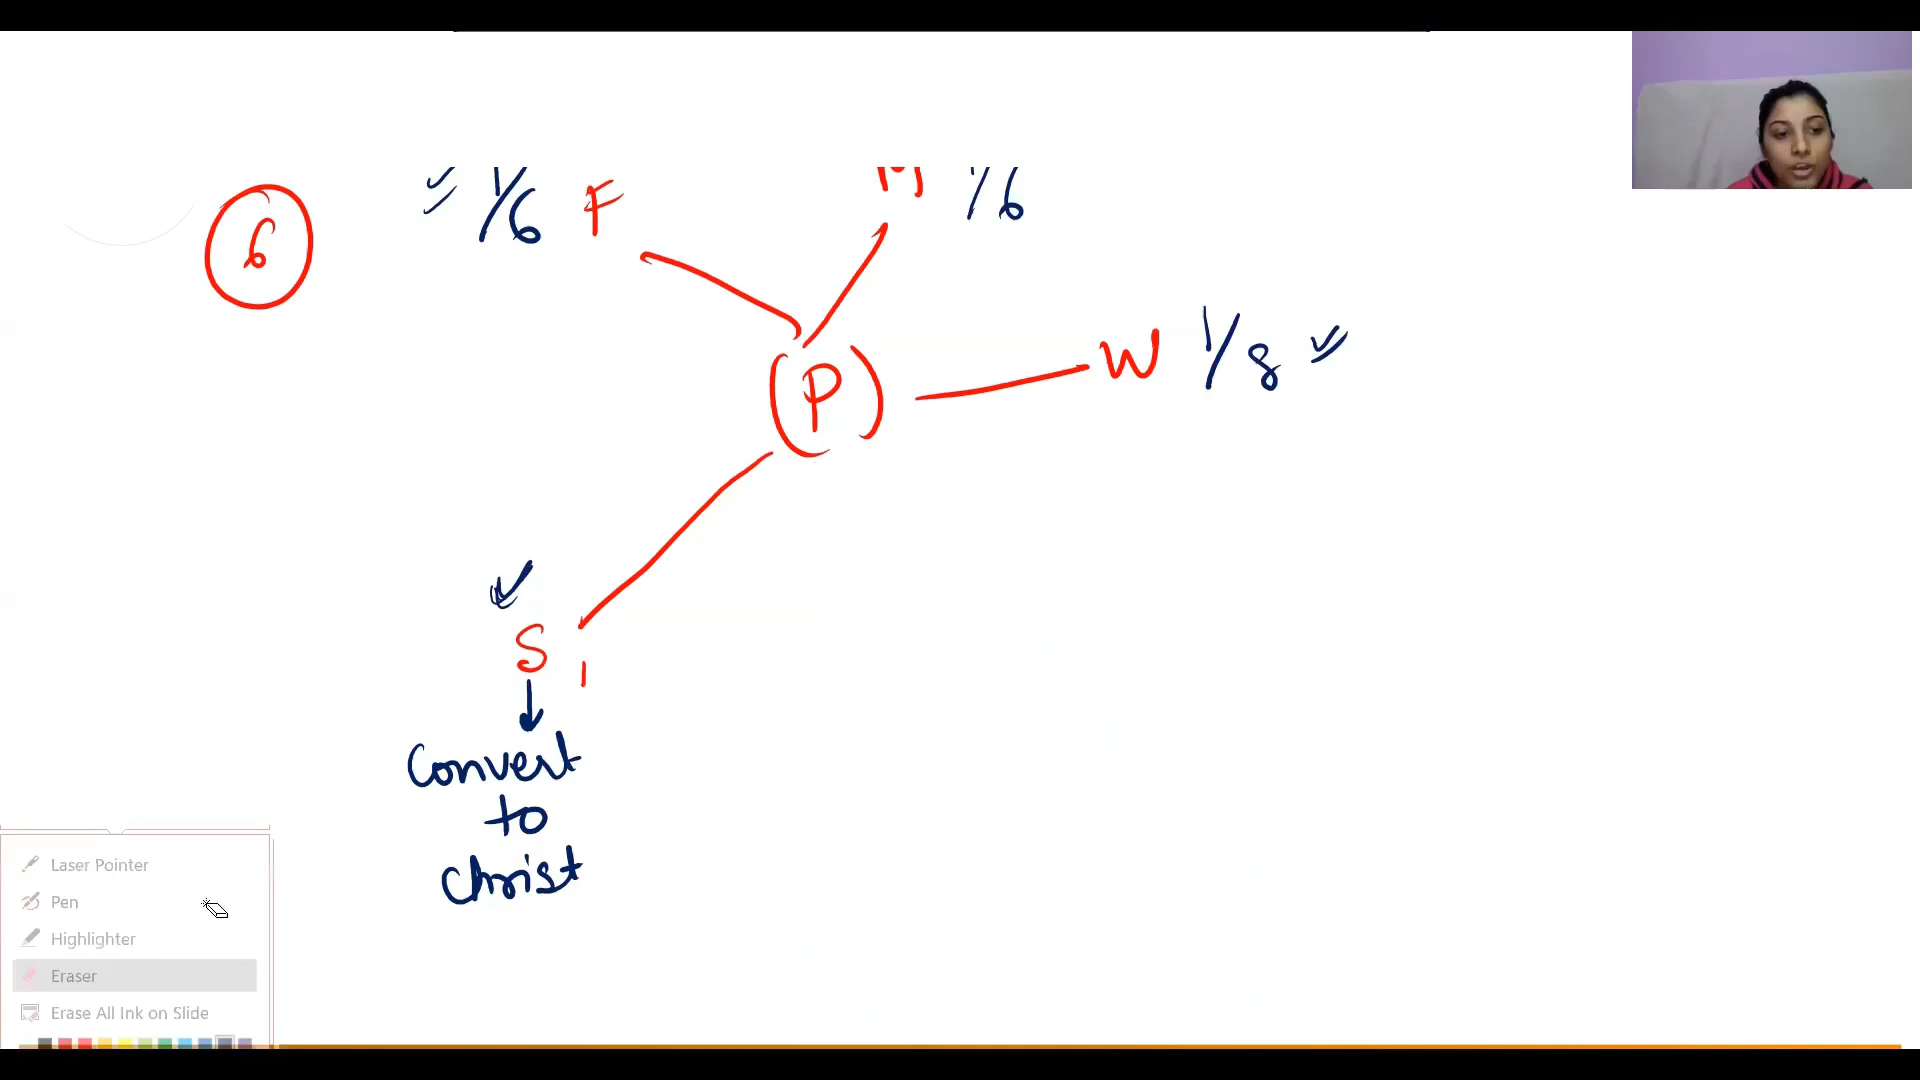 6
1/6 F
M 1/6
(P)
W 1/8
S 1
Convert
to
Christ
Laser Pointer
Pen
Highlighter
Eraser
Erase All Ink on Slide